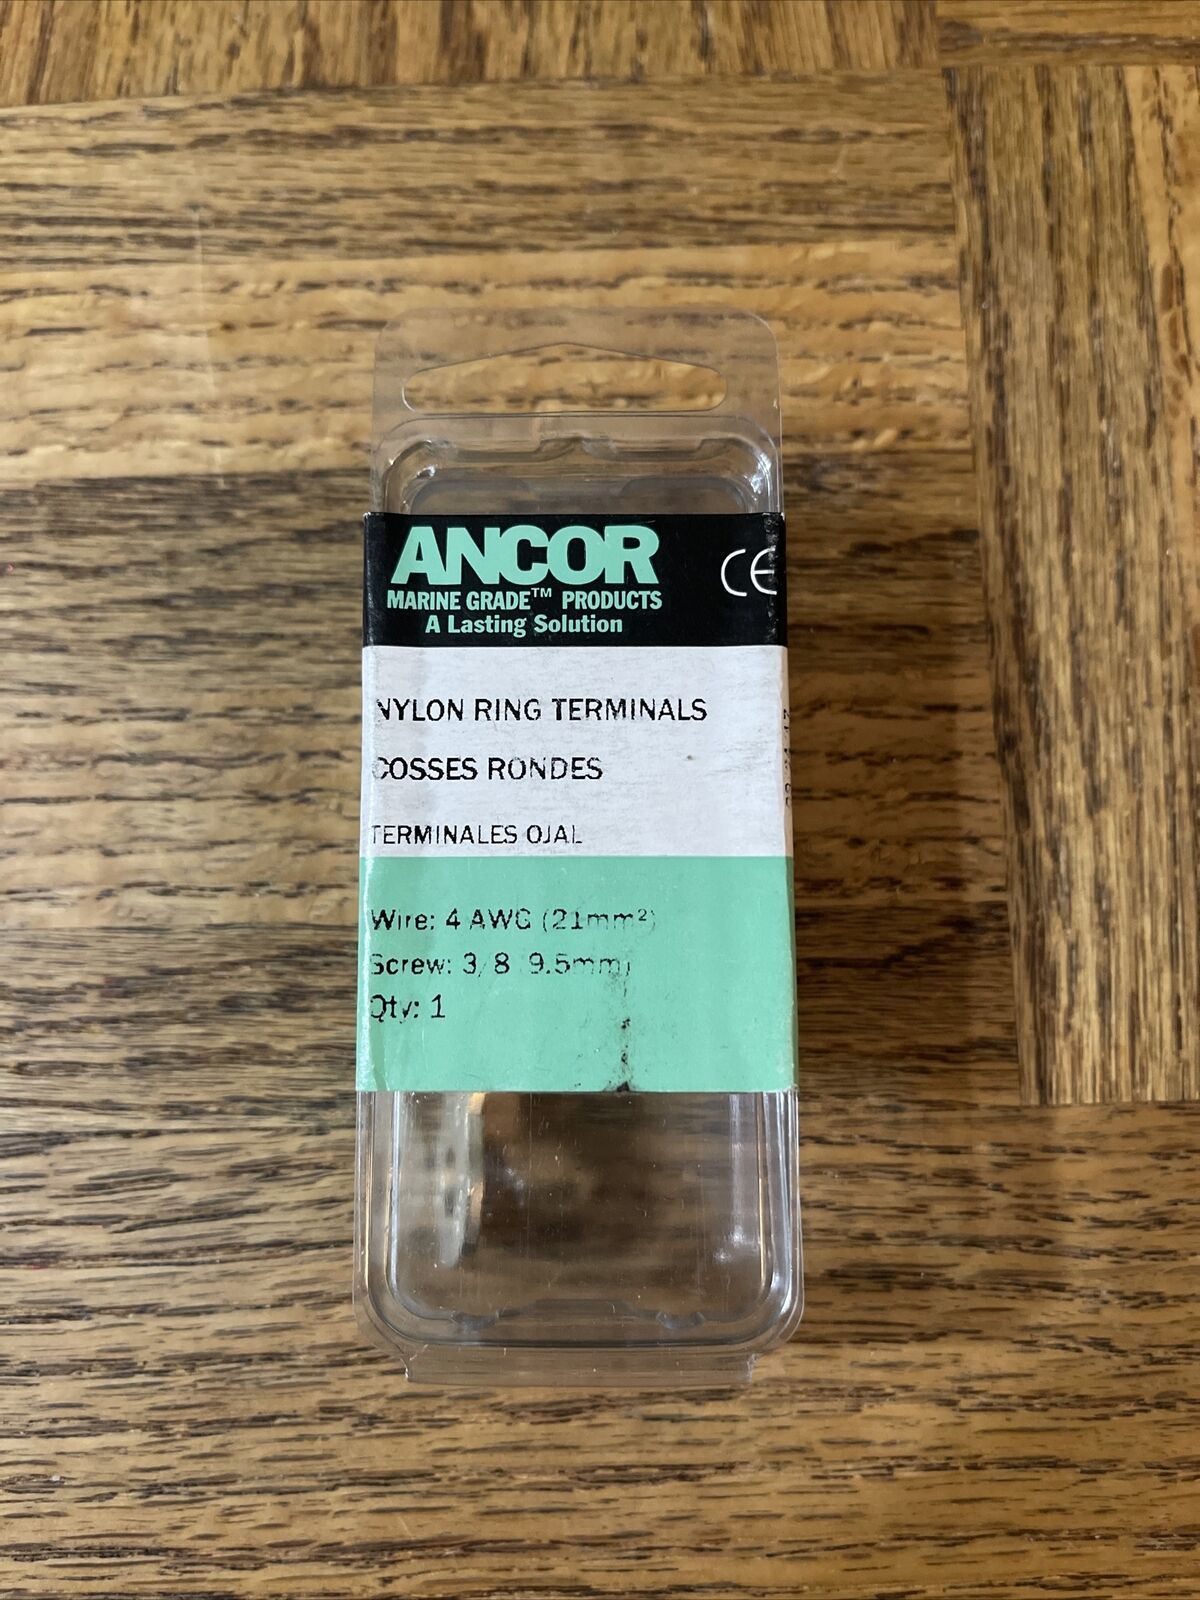 ANCOR
CE
MARINE GRADE™ PRODUCTS
A Lasting Solution
NYLON RING TERMINALS
COSSES RONDES
TERMINALES OJAL
Wire: 4 AWG (21mm²)
Screw: 3/8 (9.5mm)
Qty: 1